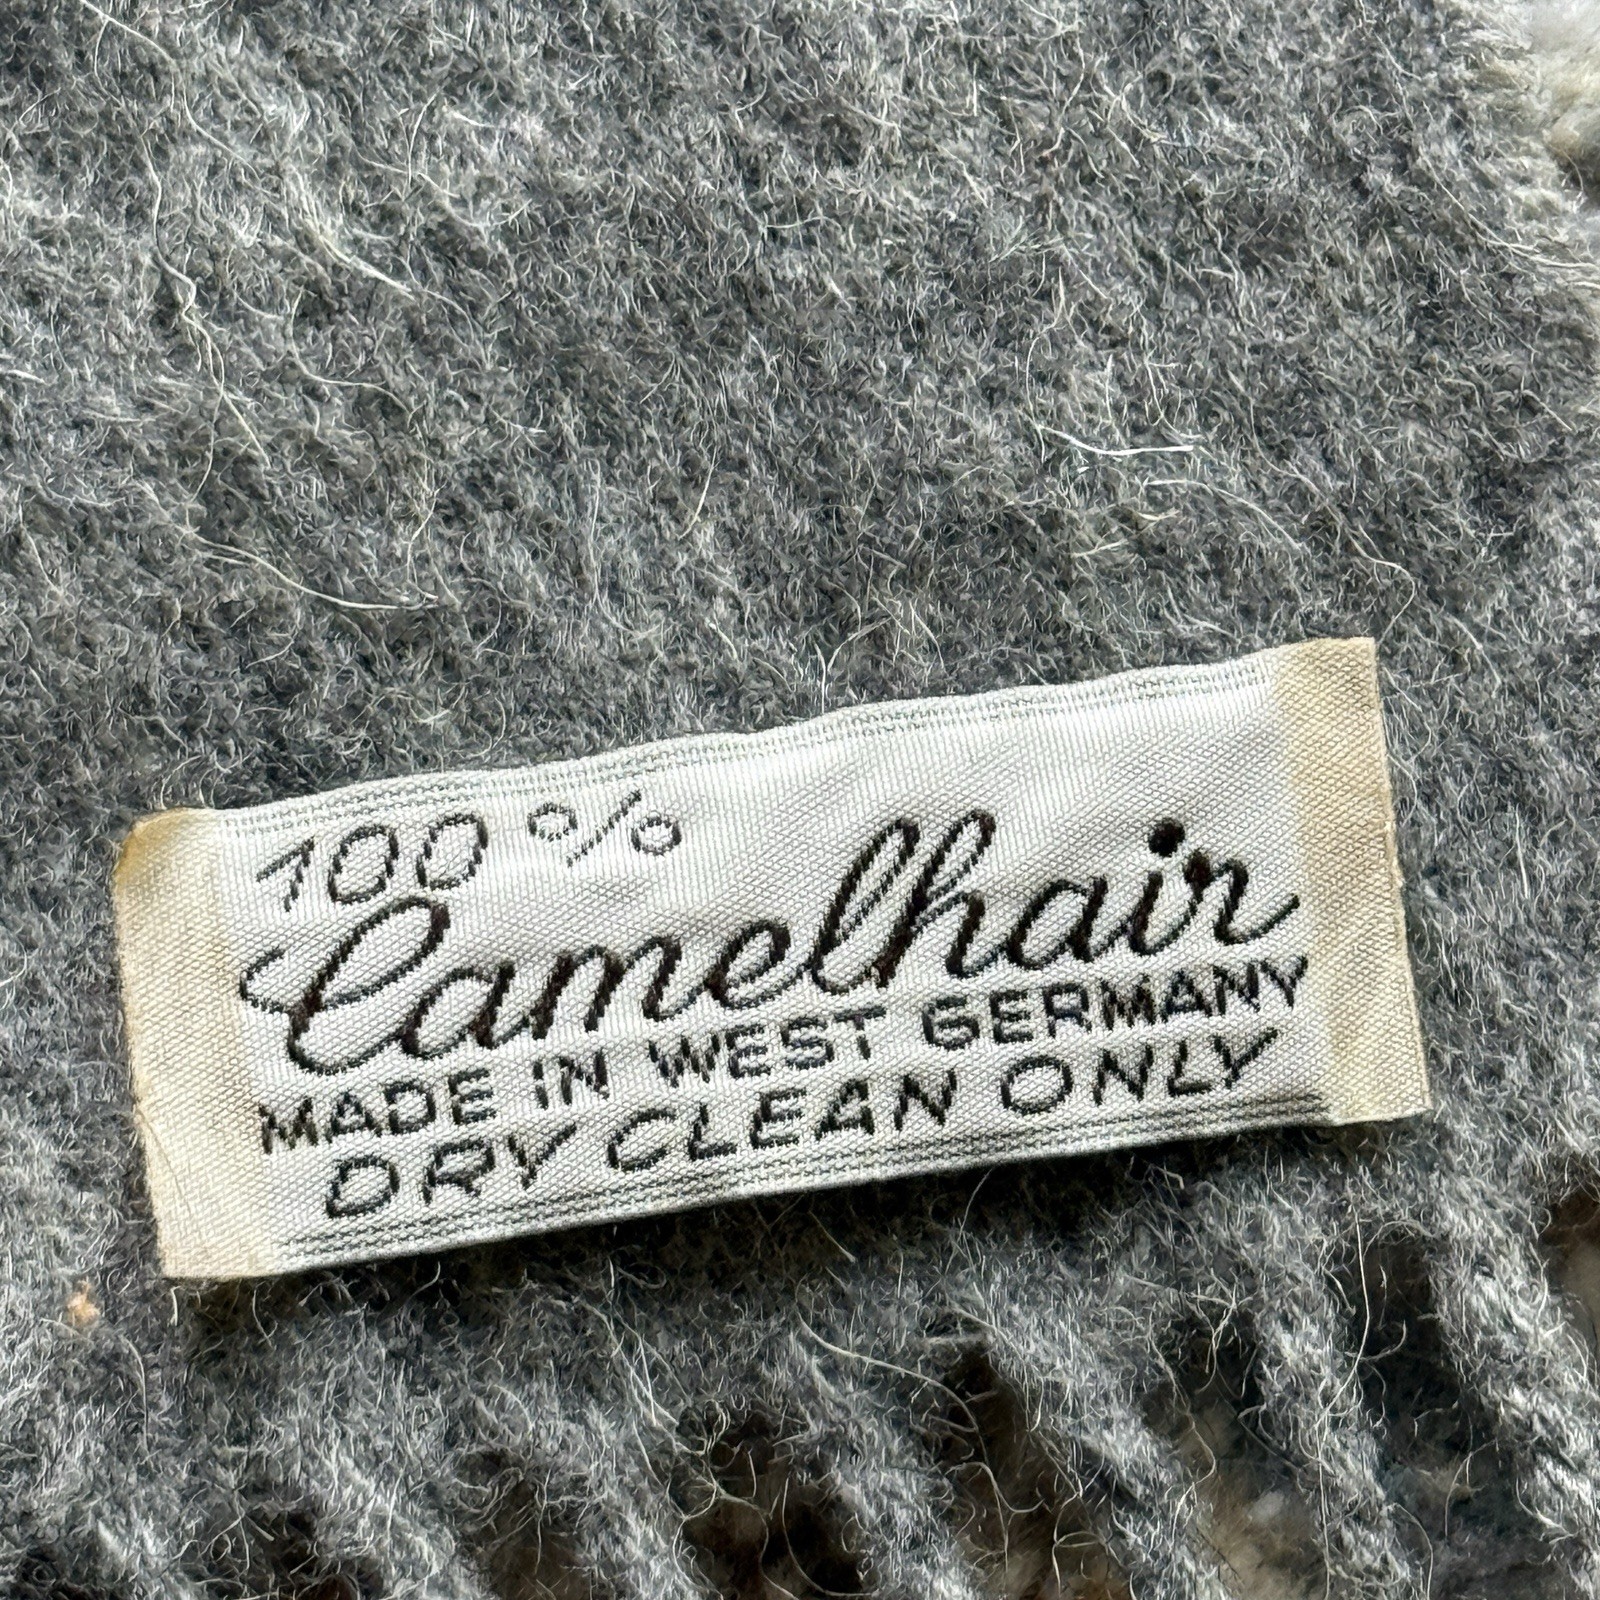 100%
Camelhair
MADE IN WEST GERMANY
DRY CLEAN ONLY